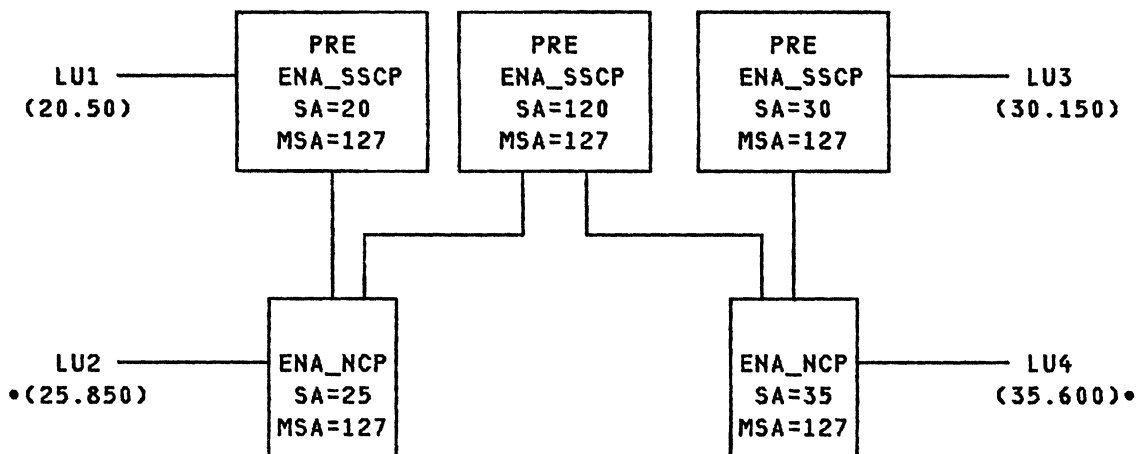 PRE
ENA_SSCP
SA=20
MSA=127
PRE
ENA_SSCP
SA=120
MSA=127
PRE
ENA_SSCP
SA=30
MSA=127
LU1
(20.50)
LU3
(30.150)
LU2
•(25.850)
ENA_NCP
SA=25
MSA=127
ENA_NCP
SA=35
MSA=127
LU4
(35.600)•